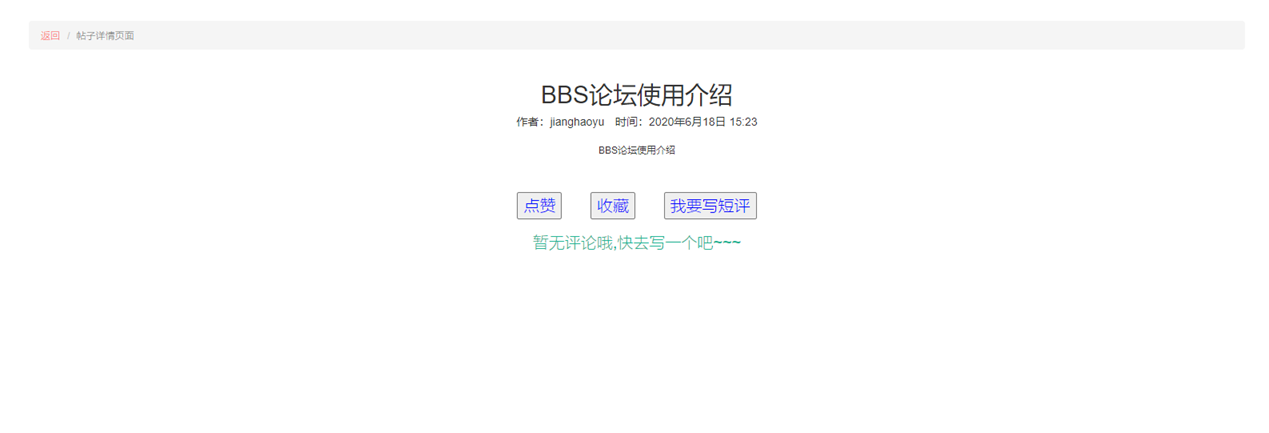 返回 / 帖子详情页面
BBS论坛使用介绍
作者：jianghaoyu 时间：2020年6月18日 15:23
BBS论坛使用介绍
点赞 收藏 我要写短评
暂无评论哦,快去写一个吧~~~